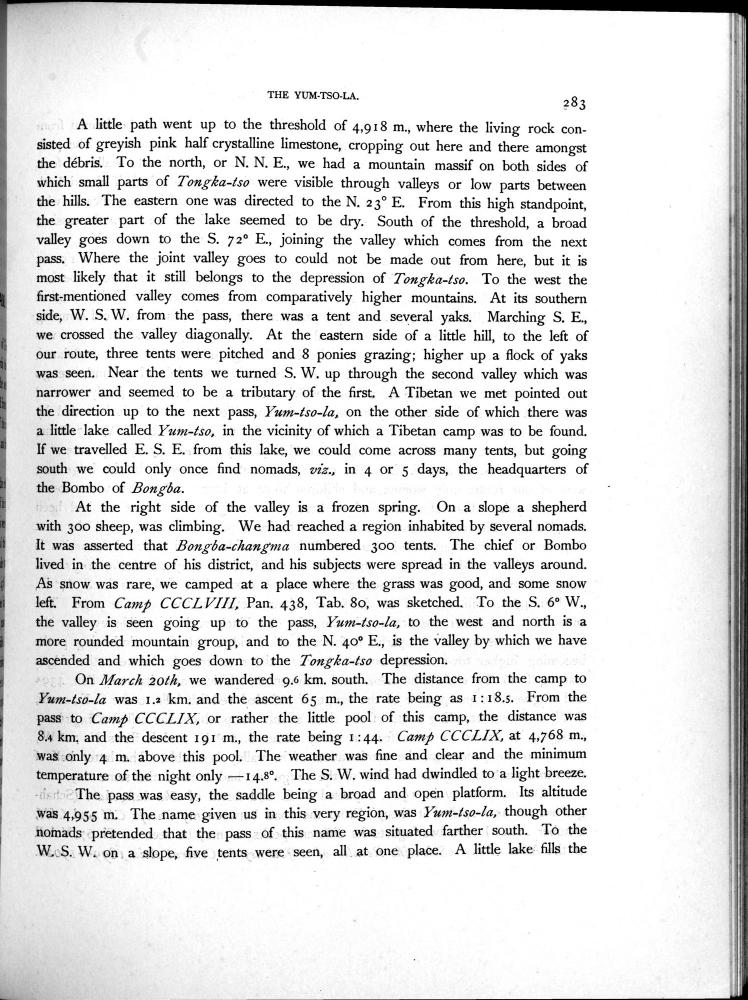 THE YUM-TSO-LA.
283
A little path went up to the threshold of 4,918 m., where the living rock con-
sisted of greyish pink half crystalline limestone, cropping out here and there amongst
the débris. To the north, or N. N. E., we had a mountain massif on both sides of
which small parts of Tongka-tso were visible through valleys or low parts between
the hills. The eastern one was directed to the N. 23° E. From this high standpoint,
the greater part of the lake seemed to be dry. South of the threshold, a broad
valley goes down to the S. 72° E., joining the valley which comes from the next
pass. Where the joint valley goes to could not be made out from here, but it is
most likely that it still belongs to the depression of Tongka-tso. To the west the
first-mentioned valley comes from comparatively higher mountains. At its southern
side, W. S. W. from the pass, there was a tent and several yaks. Marching S. E.,
we crossed the valley diagonally. At the eastern side of a little hill, to the left of
our route, three tents were pitched and 8 ponies grazing; higher up a flock of yaks
was seen. Near the tents we turned S. W. up through the second valley which was
narrower and seemed to be a tributary of the first. A Tibetan we met pointed out
the direction up to the next pass, Yum-tso-la, on the other side of which there was
a little lake called Yum-tso, in the vicinity of which a Tibetan camp was to be found.
If we travelled E. S. E. from this lake, we could come across many tents, but going
south we could only once find nomads, viz., in 4 or 5 days, the headquarters of
the Bombo of Bongba.
At the right side of the valley is a frozen spring. On a slope a shepherd
with 300 sheep, was climbing. We had reached a region inhabited by several nomads.
It was asserted that Bongba-changma numbered 300 tents. The chief or Bombo
lived in the centre of his district, and his subjects were spread in the valleys around.
As snow was rare, we camped at a place where the grass was good, and some snow
left. From Camp CCCLVIII, Pan. 438, Tab. 80, was sketched. To the S. 6° W.,
the valley is seen going up to the pass, Yum-tso-la, to the west and north is a
more rounded mountain group, and to the N. 40° E., is the valley by which we have
ascended and which goes down to the Tongka-tso depression.
On March 20th, we wandered 9.6 km. south. The distance from the camp to
Yum-tso-la was 1.2 km. and the ascent 65 m., the rate being as 1:18.5. From the
pass to Camp CCCLIX, or rather the little pool of this camp, the distance was
8.4 km, and the descent 191 m., the rate being 1:44. Camp CCCLIX, at 4,768 m.,
was only 4 m. above this pool. The weather was fine and clear and the minimum
temperature of the night only —14.8°. The S. W. wind had dwindled to a light breeze.
The pass was easy, the saddle being a broad and open platform. Its altitude
was 4,955 m. The name given us in this very region, was Yum-tso-la, though other
nomads pretended that the pass of this name was situated farther south. To the
W. S. W. on a slope, five tents were seen, all at one place. A little lake fills the